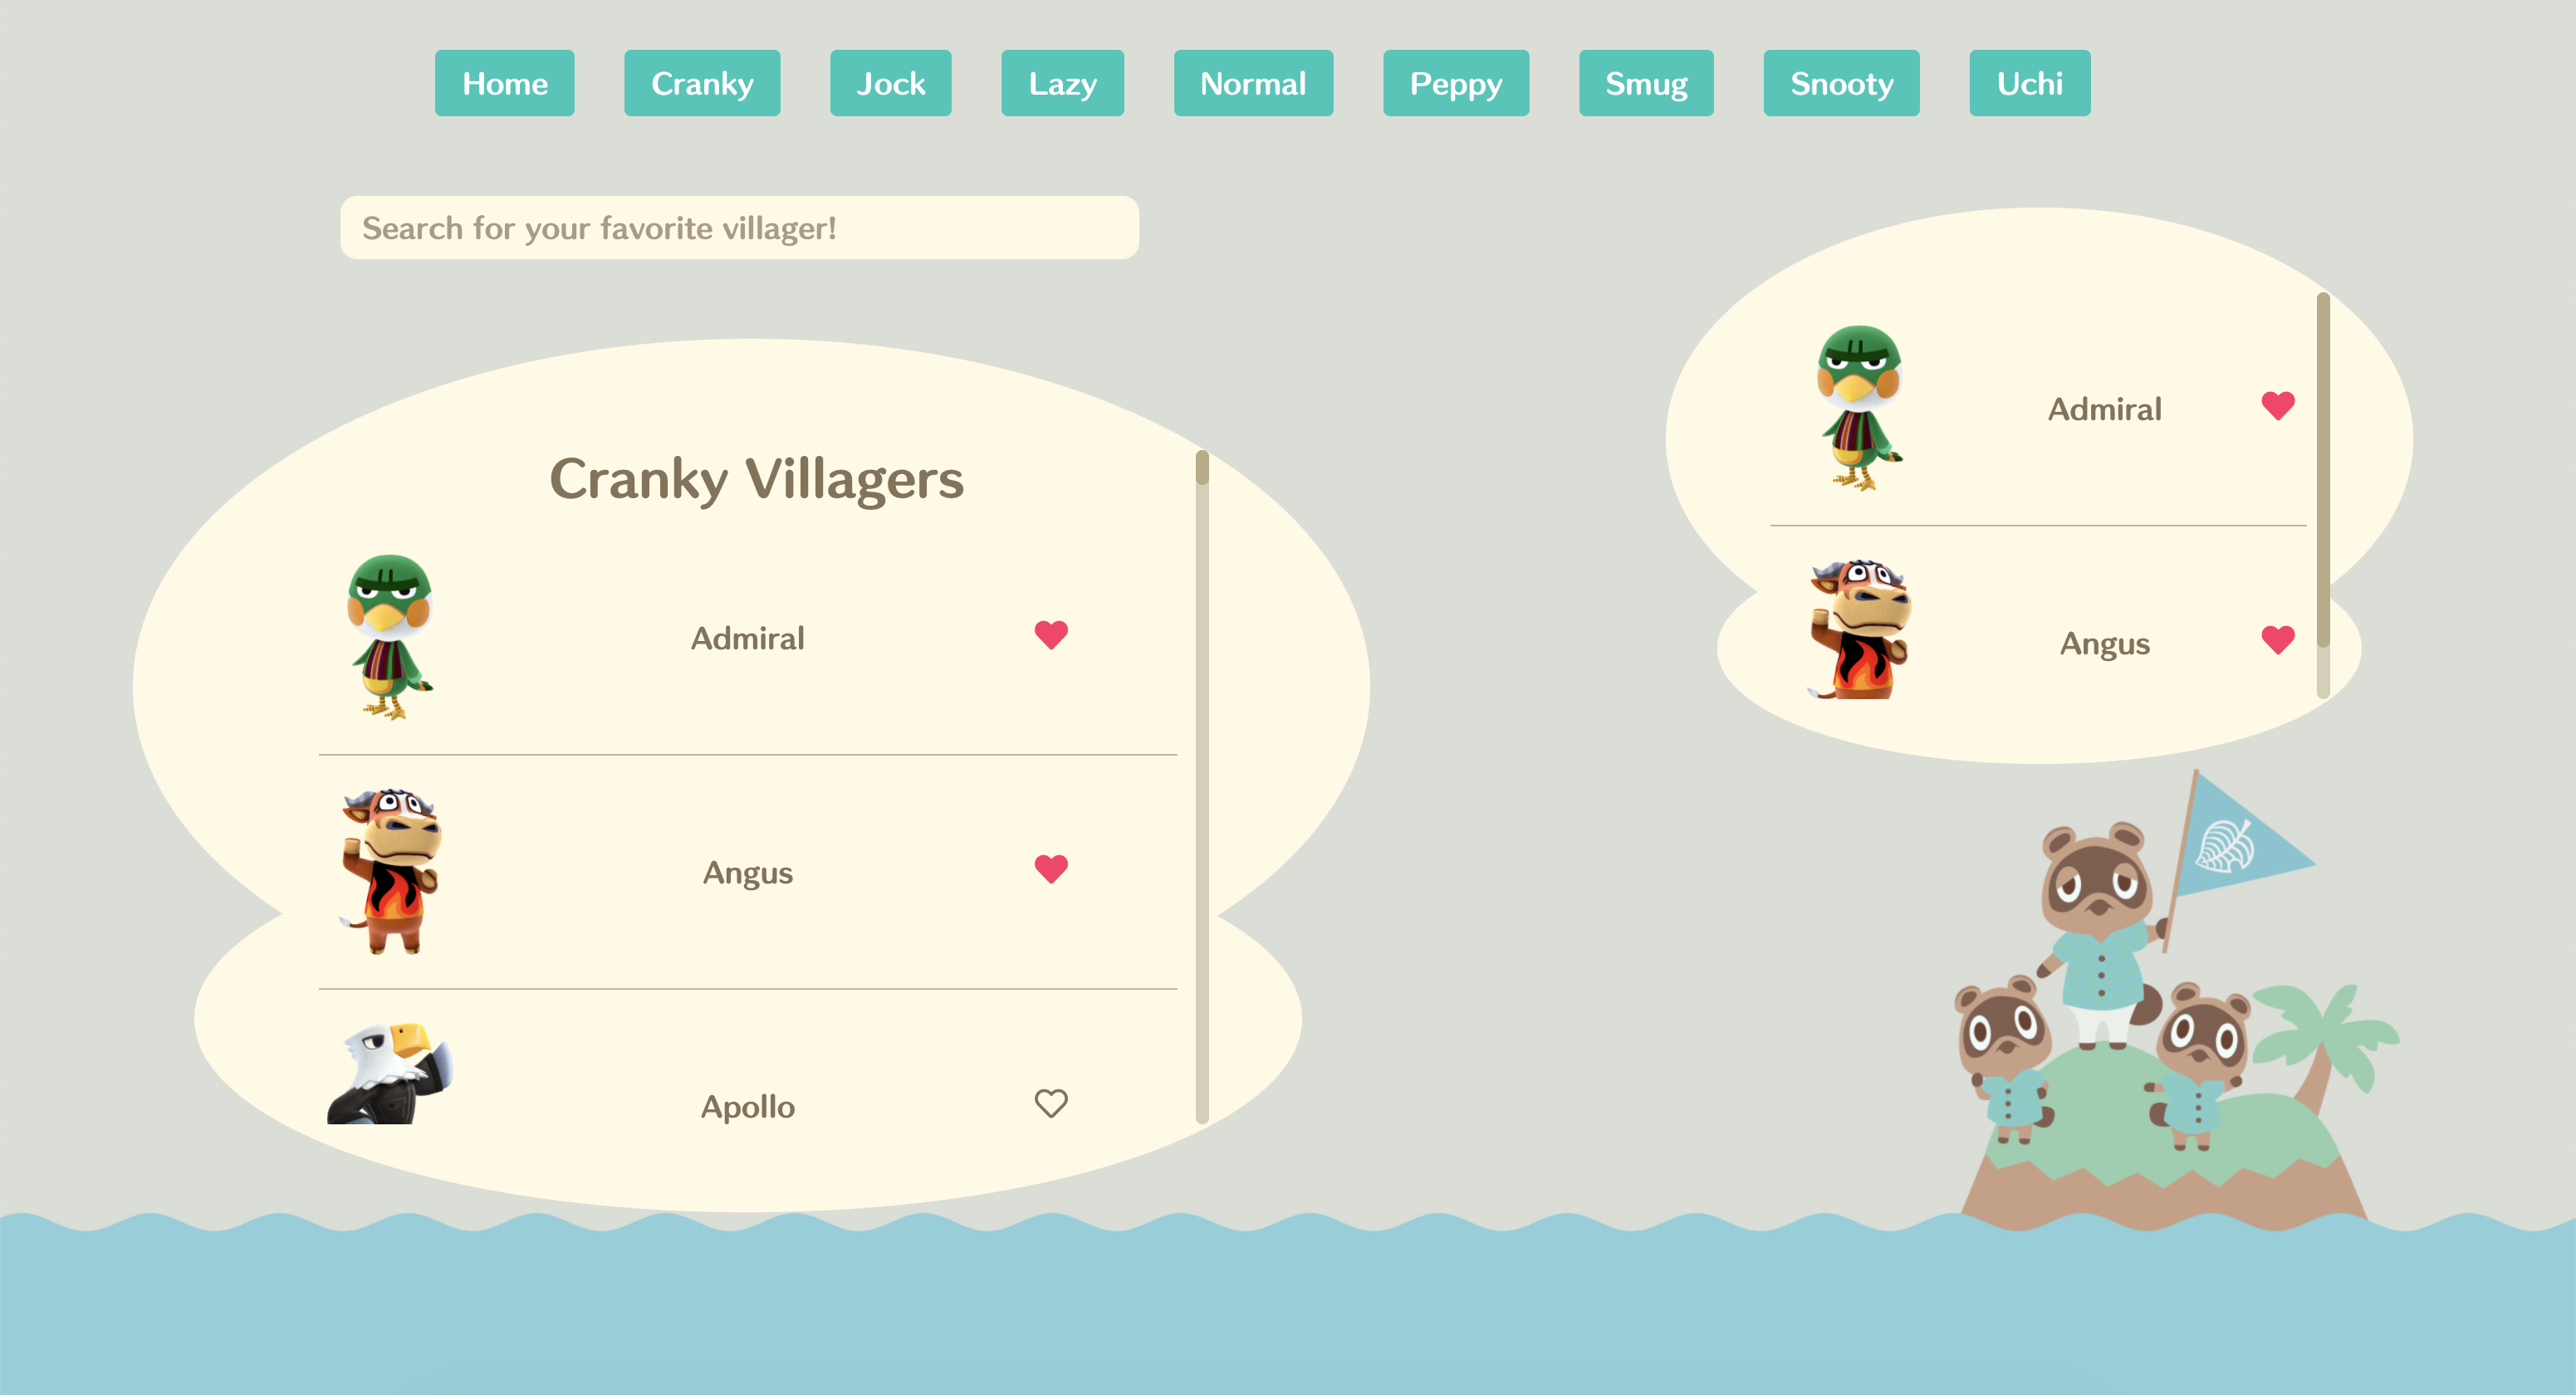 Home
Cranky
Jock
Lazy
Normal
Peppy
Smug
Snooty
Uchi
Search for your favorite villager!
Cranky Villagers
Admiral
Angus
Apollo
Admiral
Angus